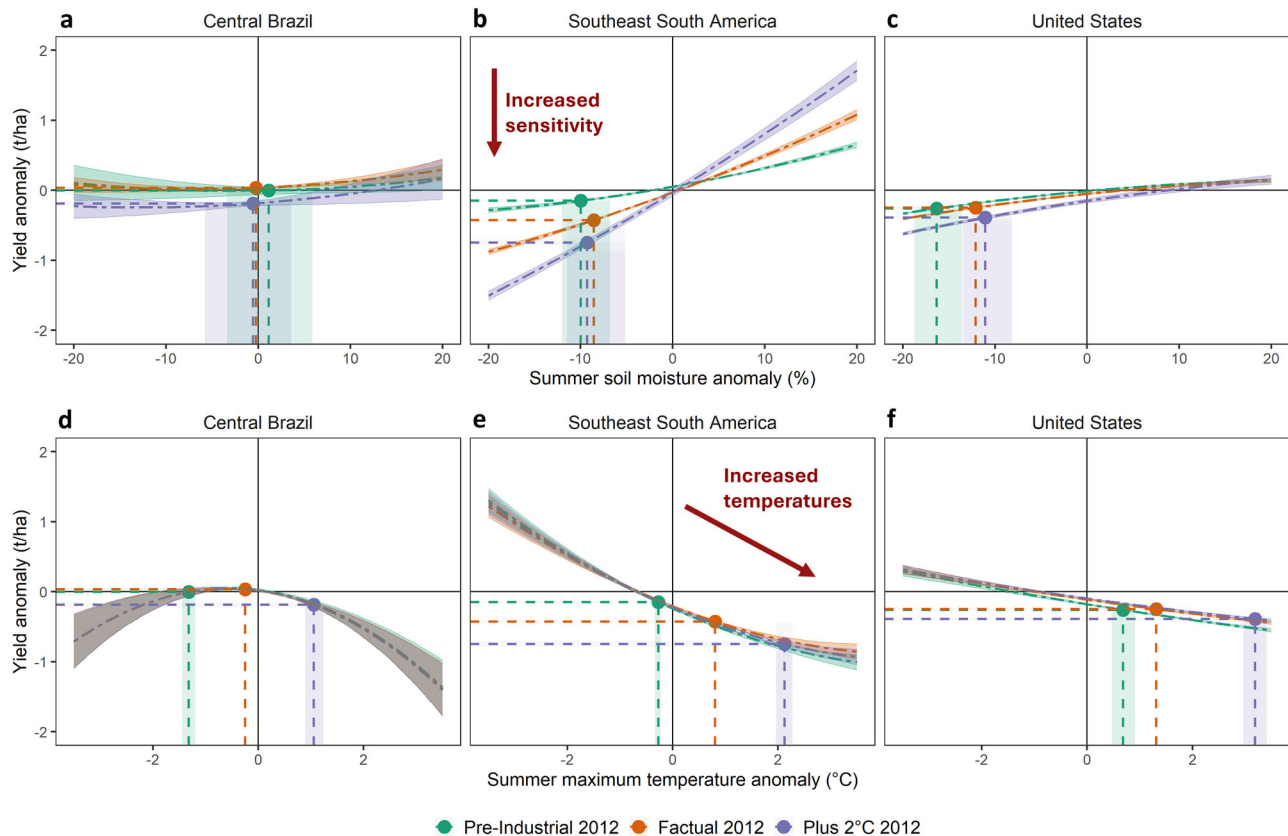 a Central Brazil
b Southeast South America
c United States
Yield anomaly (t/ha)
2
1
0
-1
-2
Increased
sensitivity
-20 -10 0 10 20
-20 -10 0 10 20
-20 -10 0 10 20
Summer soil moisture anomaly (%)
d Central Brazil
e Southeast South America
f United States
Yield anomaly (t/ha)
2
1
0
-1
-2
Increased
temperatures
-2 0 2
-2 0 2
-2 0 2
Summer maximum temperature anomaly (°C)
Pre-Industrial 2012 Factual 2012 Plus 2°C 2012